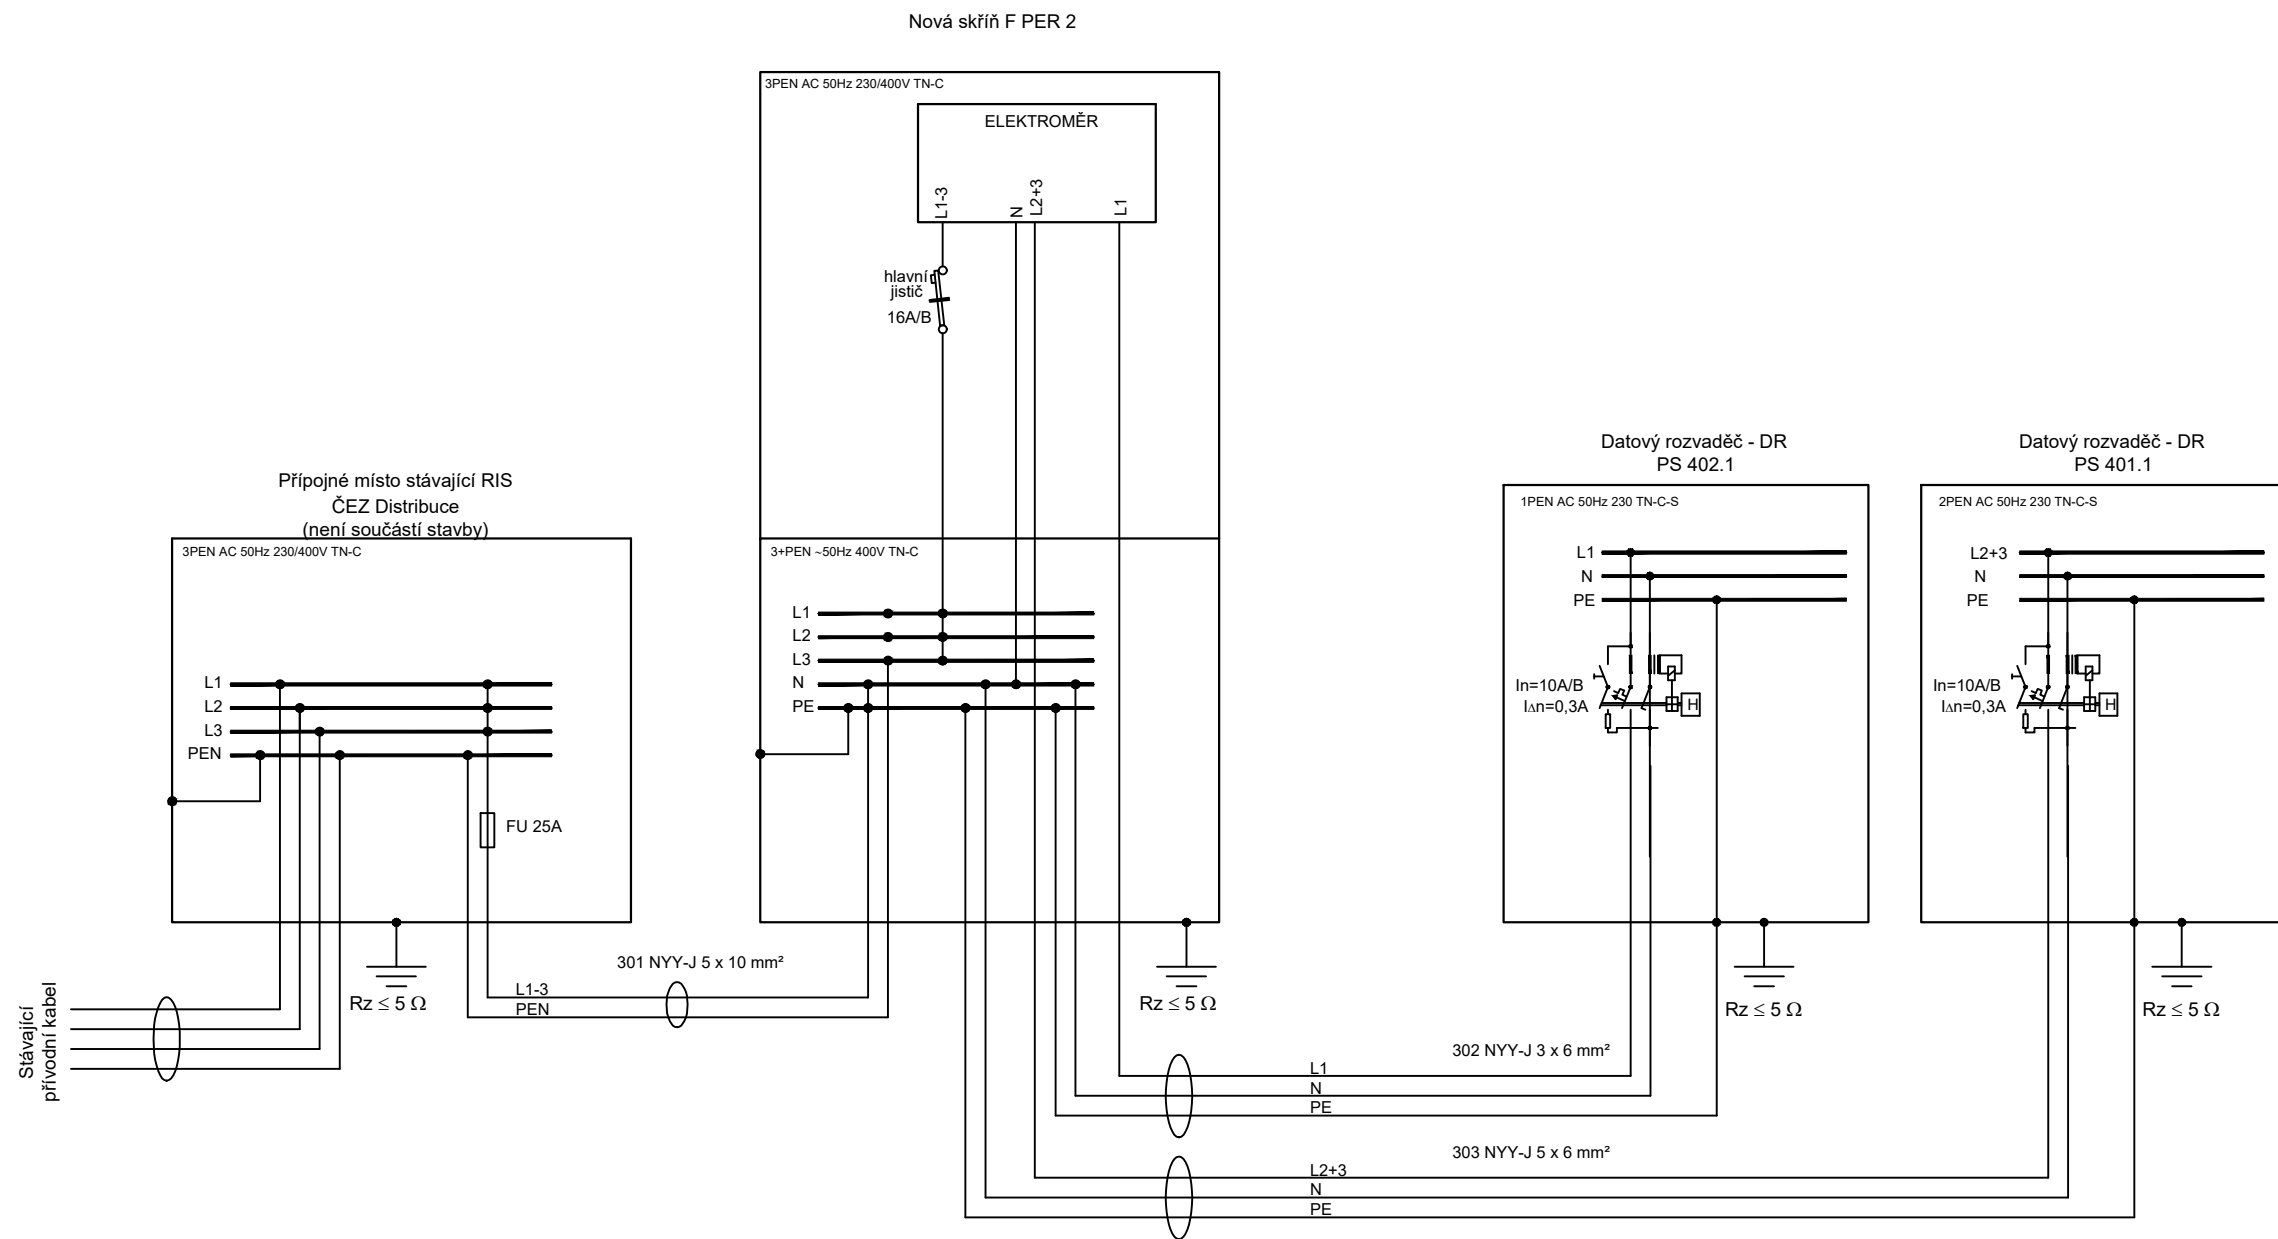 Nová skříň F PER 2
3PEN AC 50Hz 230/400V TN-C
ELEKTROMĚR
L1-3
N
L2+3
L1
hlavní
jistič
16A/B
3+PEN ~50Hz 400V TN-C
L1
L2
L3
N
PE
Rz ≤ 5 Ω
Přípojné místo stávající RIS
ČEZ Distribuce
(není součástí stavby)
3PEN AC 50Hz 230/400V TN-C
L1
L2
L3
PEN
FU 25A
Rz ≤ 5 Ω
Stávající
přívodní kabel
301 NYY-J 5 x 10 mm²
L1-3
PEN
Datový rozvaděč - DR
PS 402.1
1PEN AC 50Hz 230 TN-C-S
L1
N
PE
In=10A/B
I∆n=0,3A
H
Rz ≤ 5 Ω
Datový rozvaděč - DR
PS 401.1
2PEN AC 50Hz 230 TN-C-S
L2+3
N
PE
In=10A/B
I∆n=0,3A
H
Rz ≤ 5 Ω
302 NYY-J 3 x 6 mm²
L1
N
PE
303 NYY-J 5 x 6 mm²
L2+3
N
PE